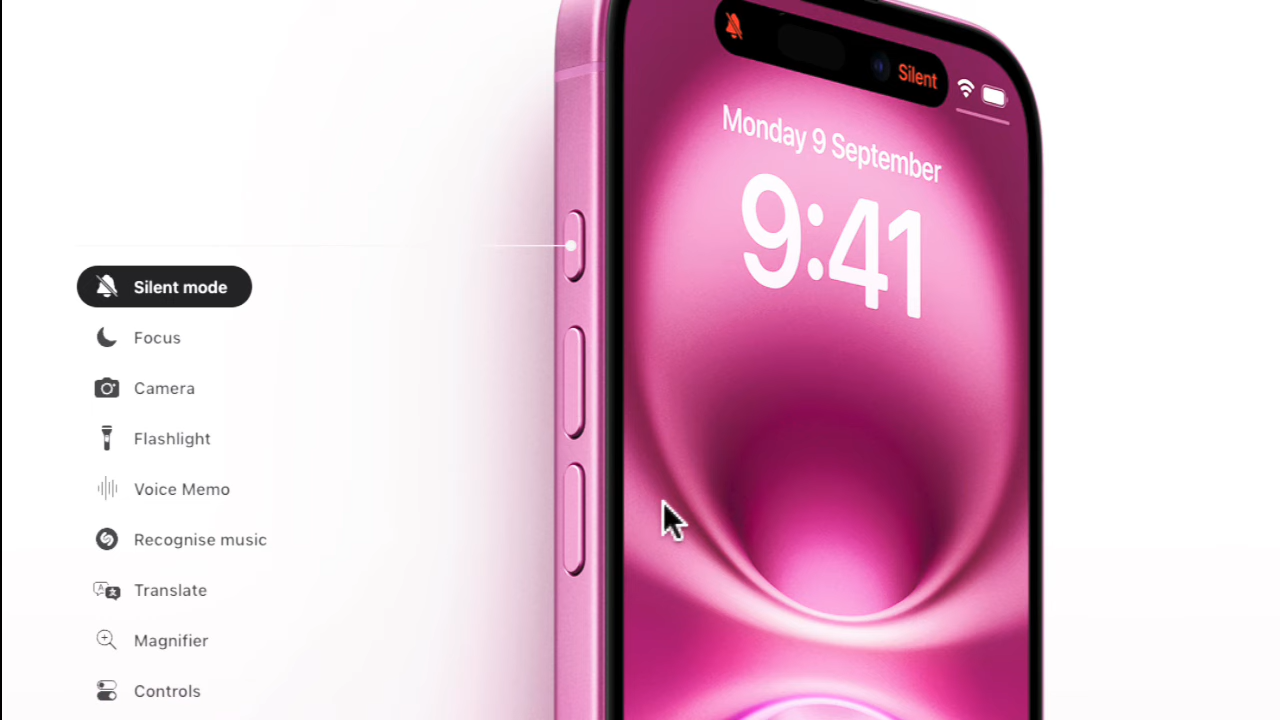 Silent
Monday 9 September
9:41
Silent mode
Focus
Camera
Flashlight
Voice Memo
Recognise music
Translate
Magnifier
Controls